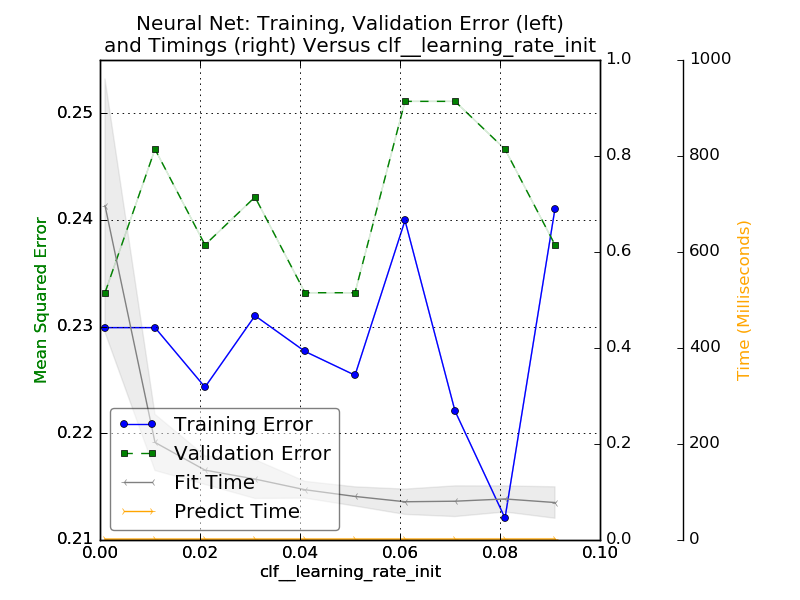 Neural Net: Training, Validation Error (left)
and Timings (right) Versus clf__learning_rate_init
Mean Squared Error
0.25
0.24
0.23
0.22
0.21
Training Error
Validation Error
Fit Time
Predict Time
0.00 0.02 0.04 0.06 0.08 0.10
clf__learning_rate_init
1.0
0.8
0.6
0.4
0.2
0.0
1000
800
600
400
200
0
Time (Milliseconds)